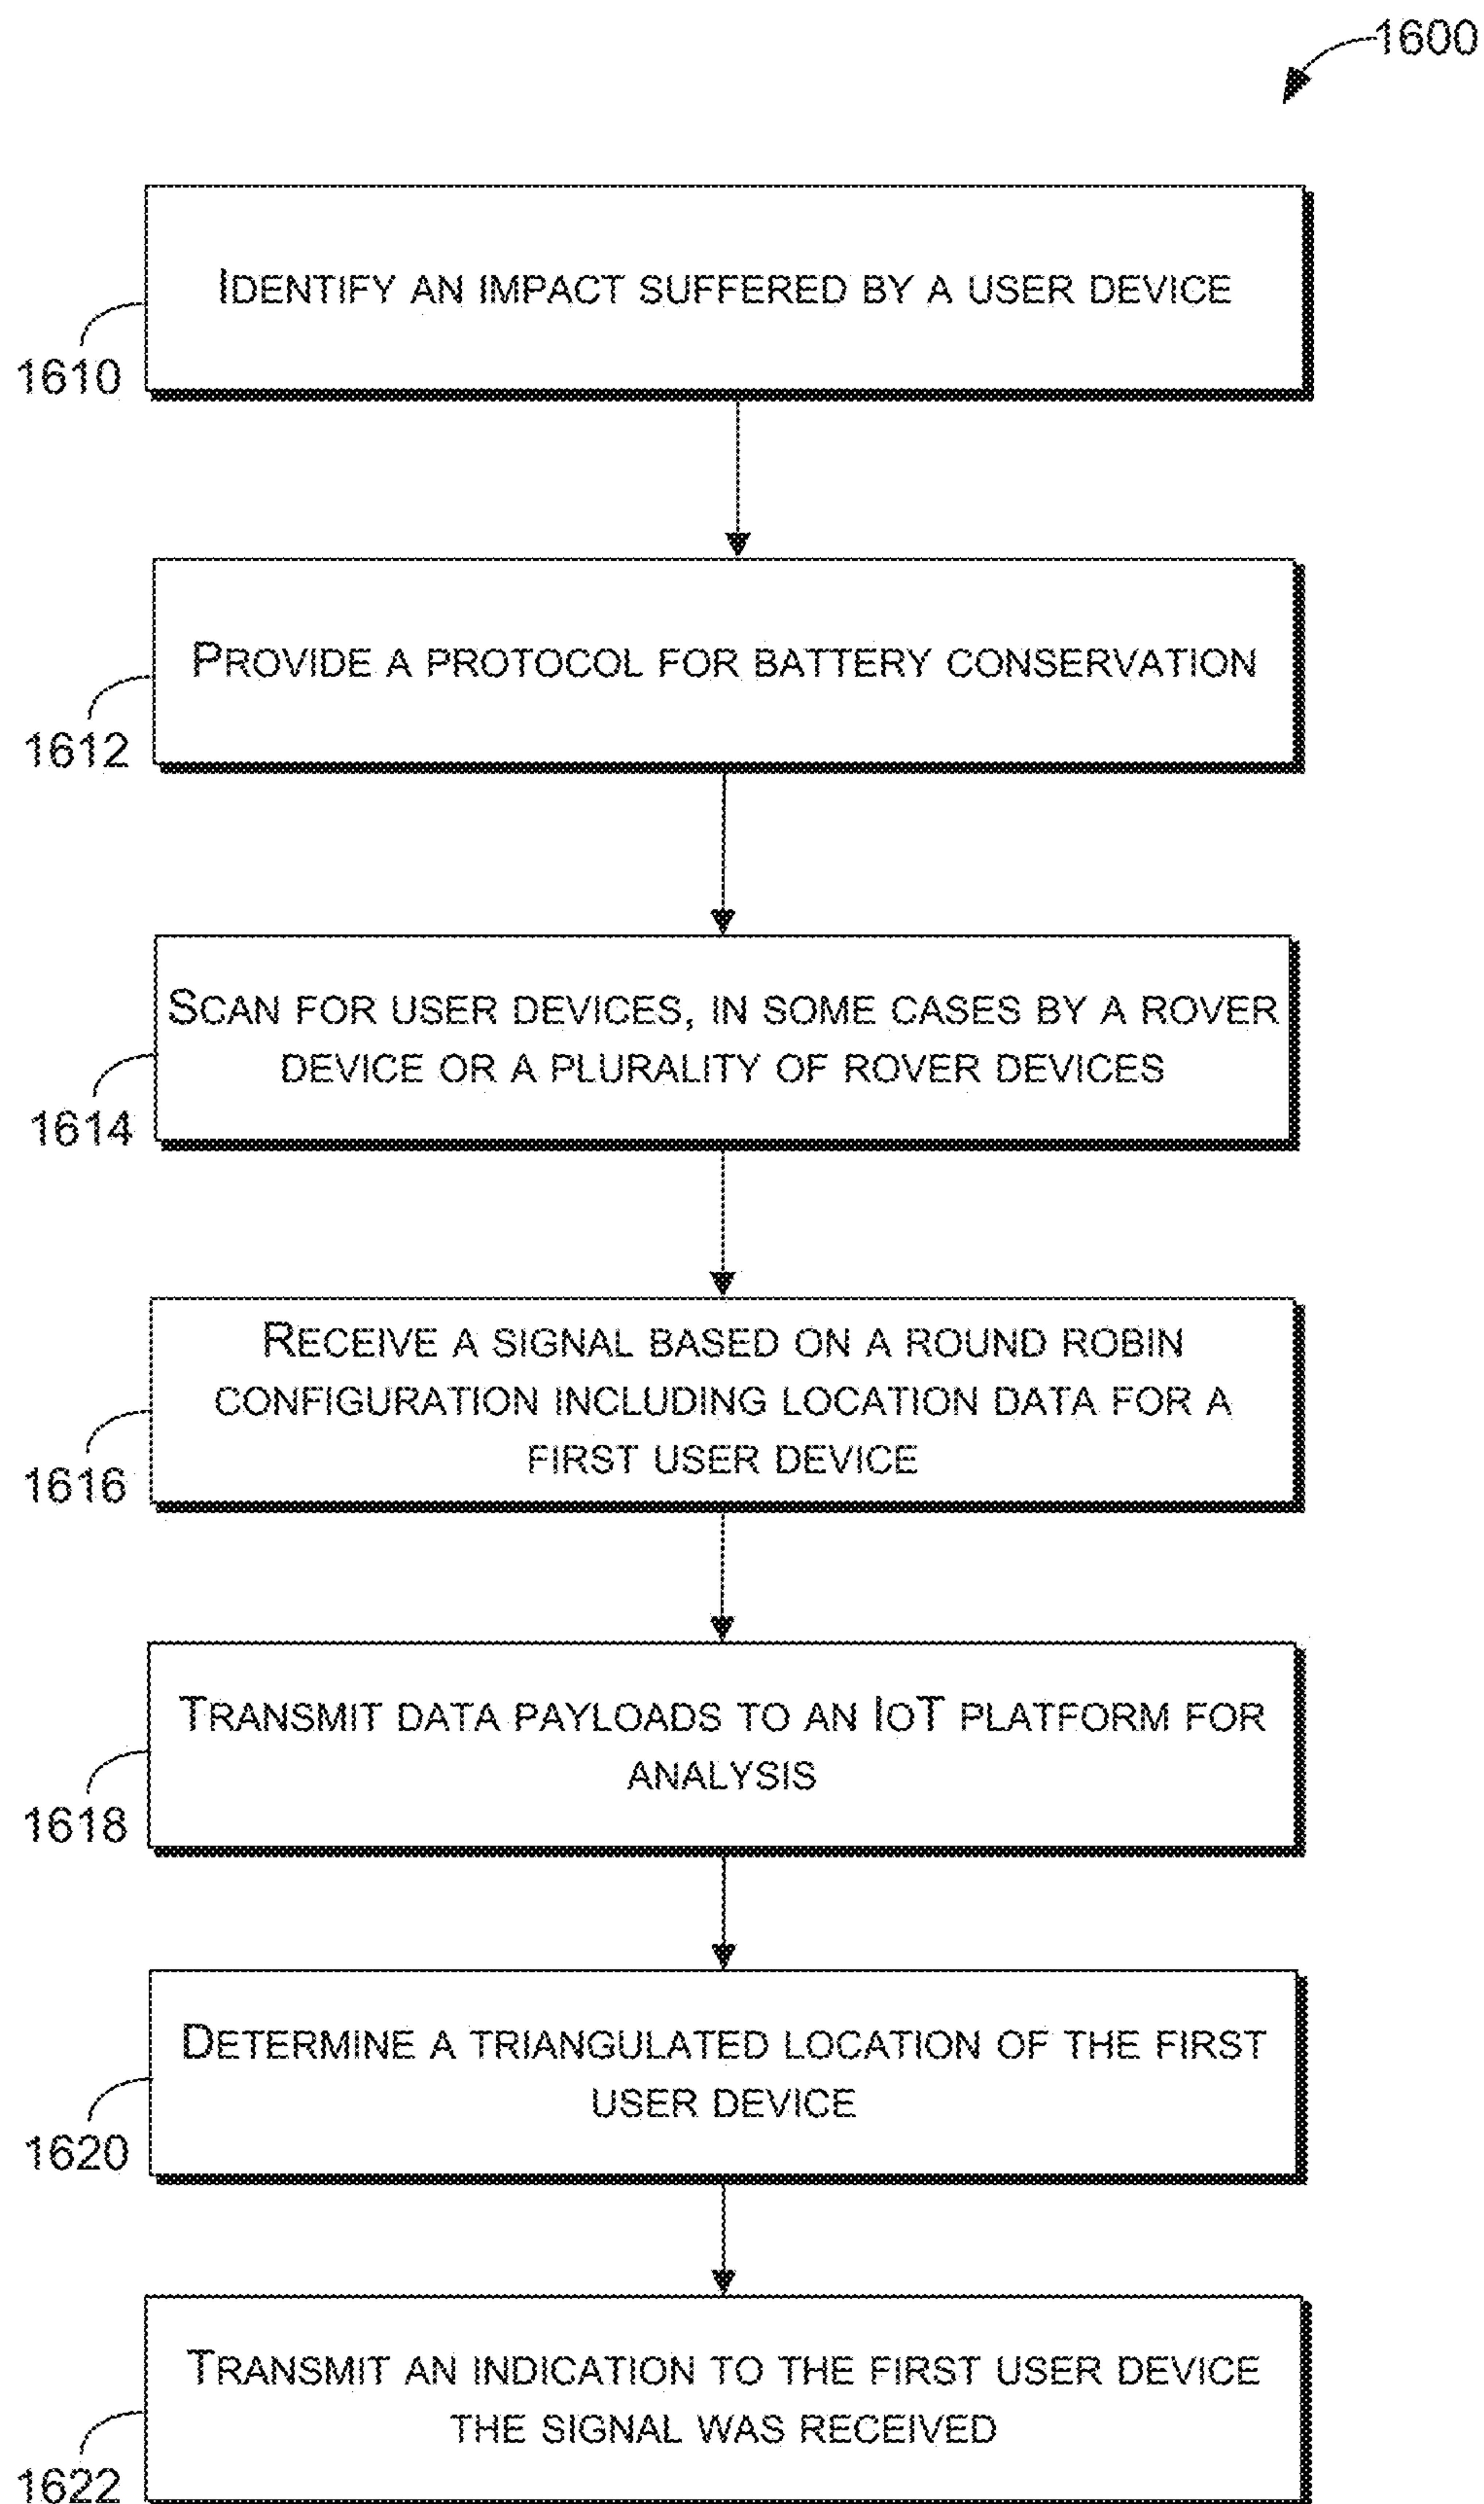 1600
IDENTIFY AN IMPACT SUFFERED BY A USER DEVICE
1610
PROVIDE A PROTOCOL FOR BATTERY CONSERVATION
1612
SCAN FOR USER DEVICES, IN SOME CASES BY A ROVER
DEVICE OR A PLURALITY OF ROVER DEVICES
1614
RECEIVE A SIGNAL BASED ON A ROUND ROBIN
CONFIGURATION INCLUDING LOCATION DATA FOR A
FIRST USER DEVICE
1616
TRANSMIT DATA PAYLOADS TO AN IOT PLATFORM FOR
ANALYSIS
1618
DETERMINE A TRIANGULATED LOCATION OF THE FIRST
USER DEVICE
1620
TRANSMIT AN INDICATION TO THE FIRST USER DEVICE
THE SIGNAL WAS RECEIVED
1622